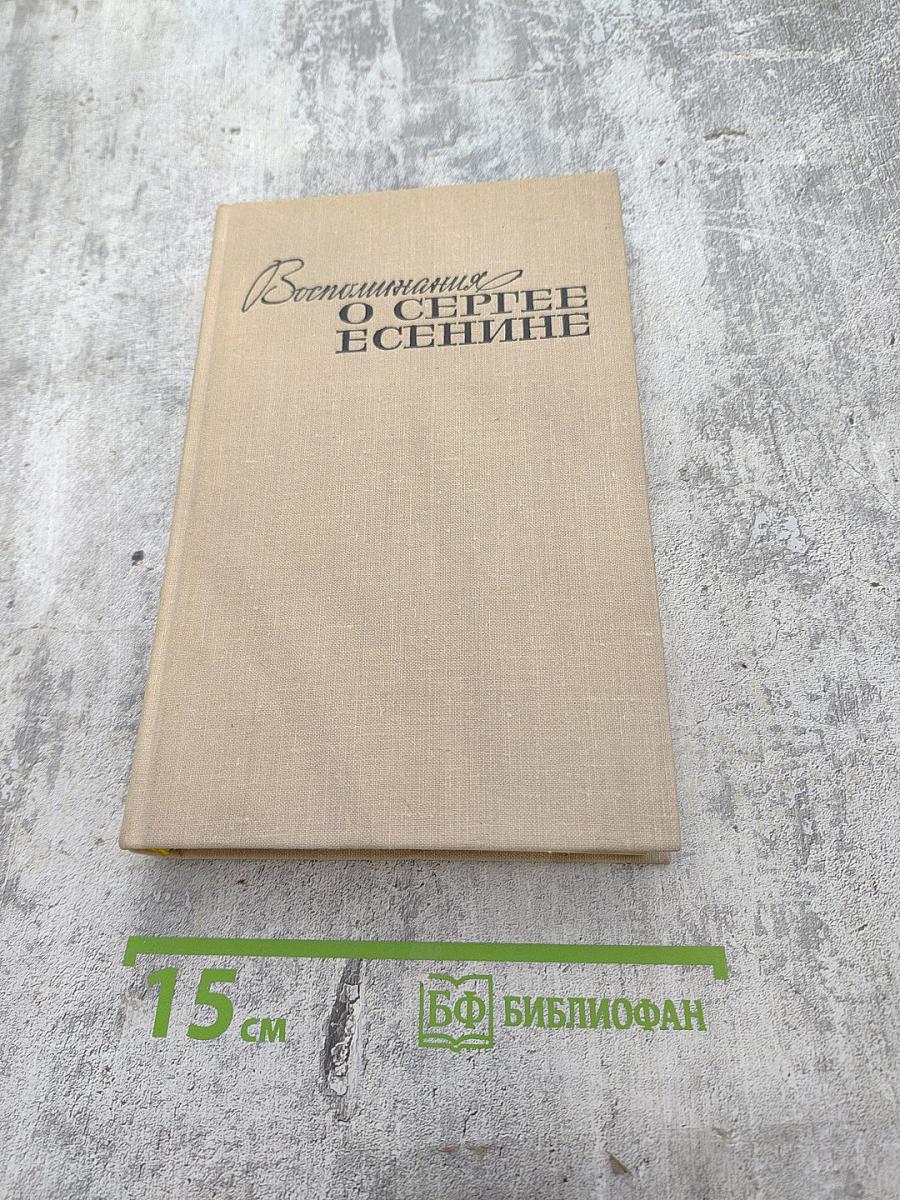 Воспоминания
О СЕРГЕЕ
ЕСЕНИНЕ
15 см
БФ БИБЛИОФАН